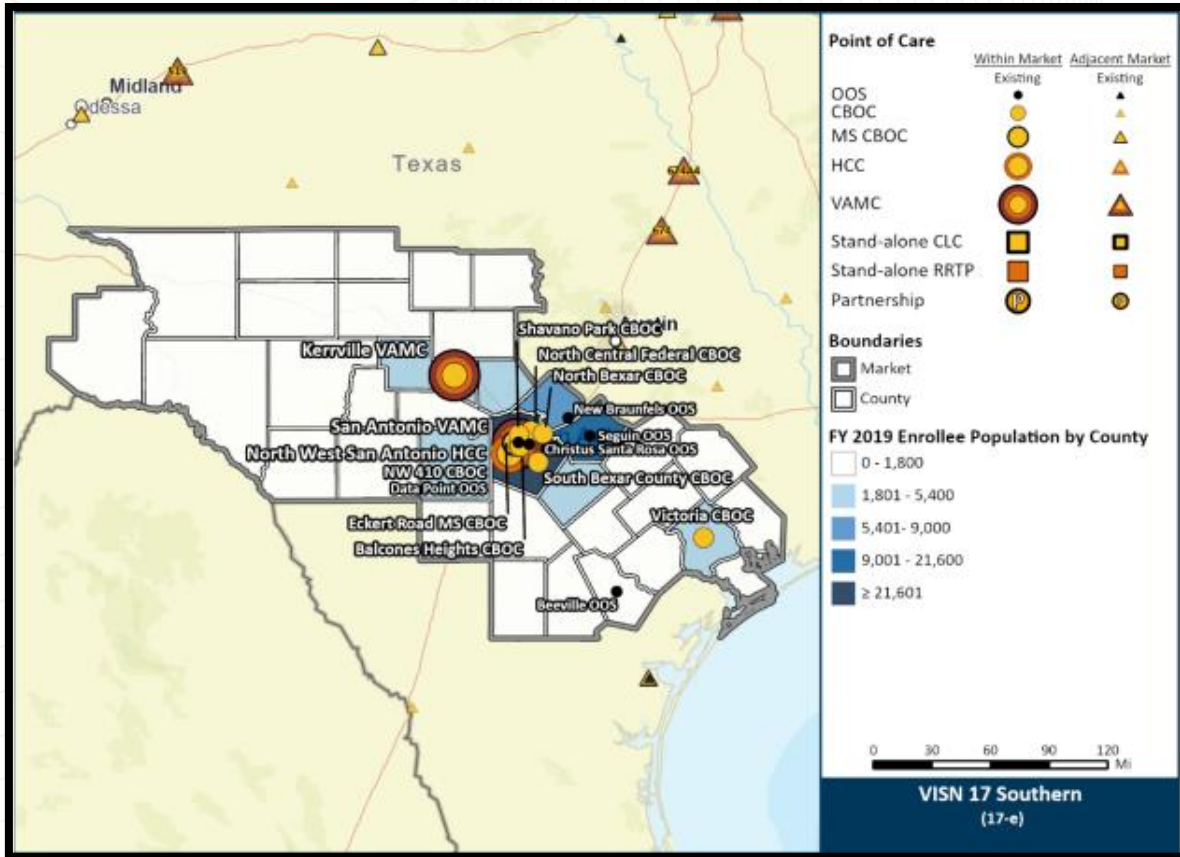 Midland
Odessa
Texas
Austin
Shavano Park CBOC
Kerrville VAMC
North Central Federal CBOC
North Bexar CBOC
New Braunfels OOS
San Antonio VAMC
Seguin OOS
North West San Antonio HCC
Christus Santa Rosa OOS
NW 410 CBOC
South Bexar County CBOC
Data Point OOS
Eckert Road MS CBOC
Victoria CBOC
Balcones Heights CBOC
Beeville OOS
Point of Care
Within Market Adjacent Market
Existing Existing
OOS
CBOC
MS CBOC
HCC
VAMC
Stand-alone CLC
Stand-alone RRTP
Partnership
P
Boundaries
Market
County
FY 2019 Enrollee Population by County
0 - 1,800
1,801 - 5,400
5,401- 9,000
9,001 - 21,600
≥ 21,601
0 30 60 90 120
Mi
VISN 17 Southern
(17-e)